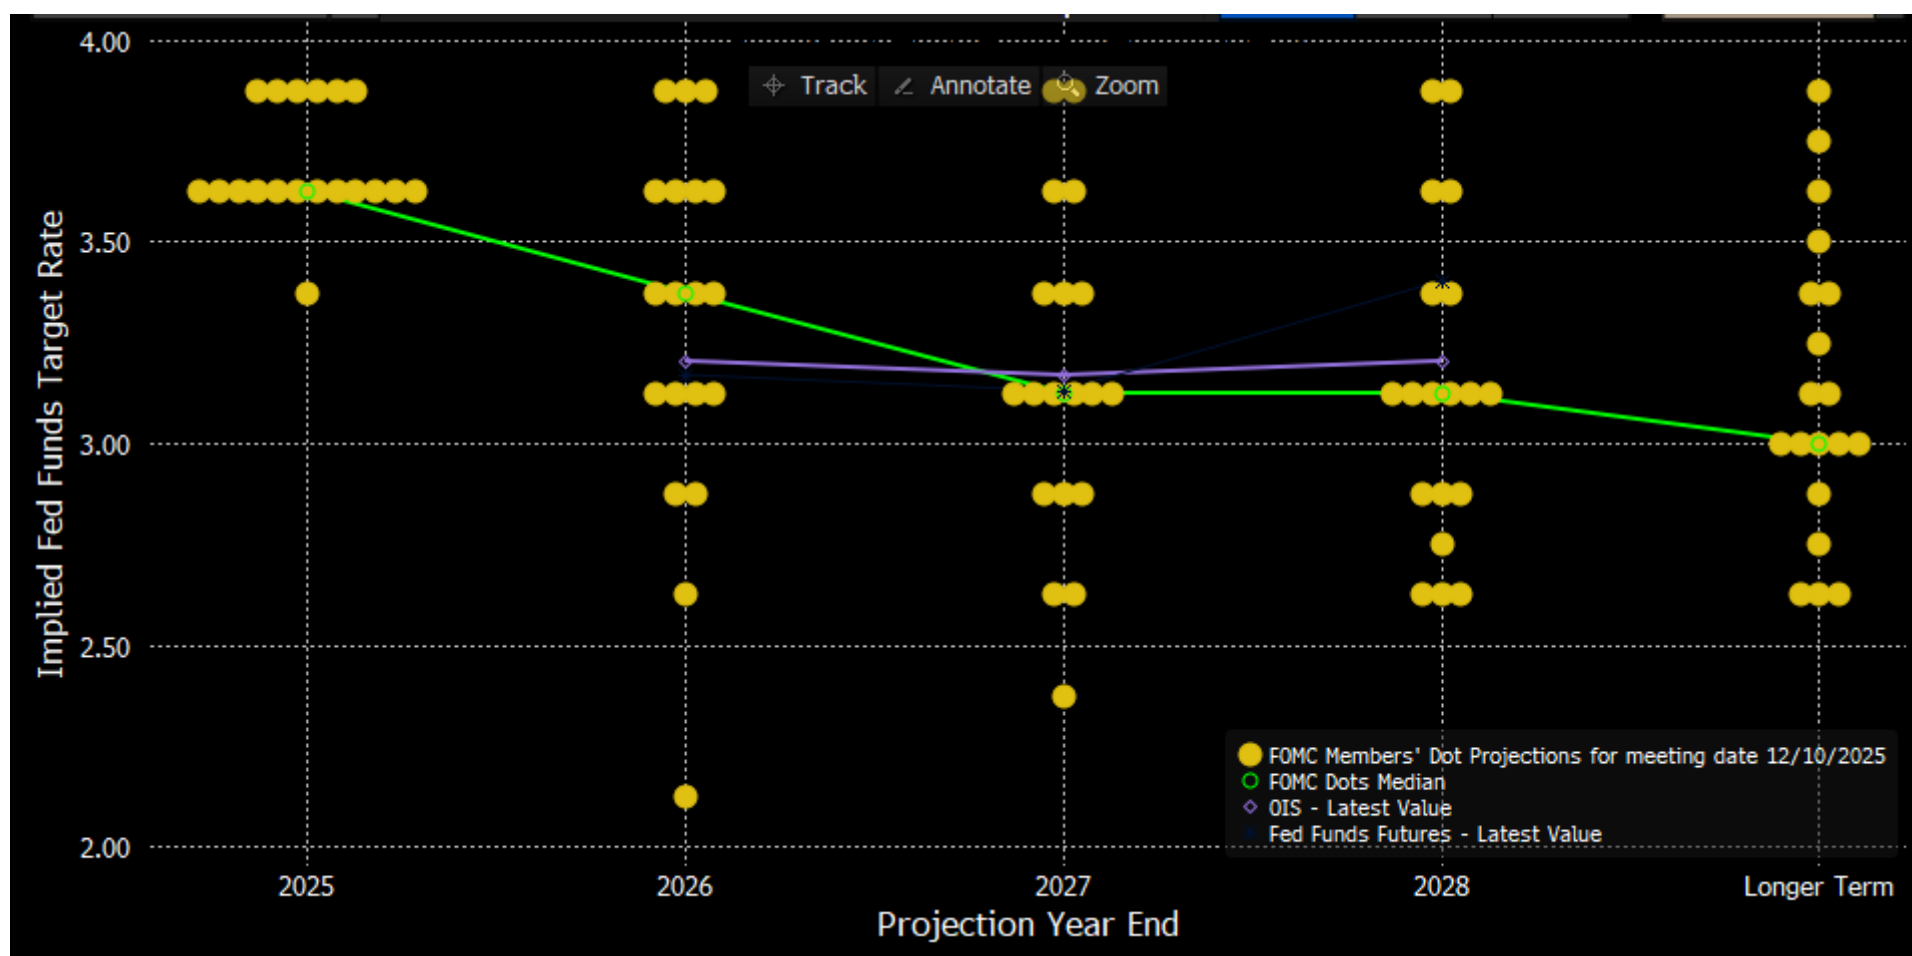 4.00
Track Annotate Zoom
3.50
3.00
2.50
2.00
Implied Fed Funds Target Rate
FOMC Members' Dot Projections for meeting date 12/10/2025
FOMC Dots Median
OIS - Latest Value
Fed Funds Futures - Latest Value
2025 2026 2027 2028 Longer Term
Projection Year End